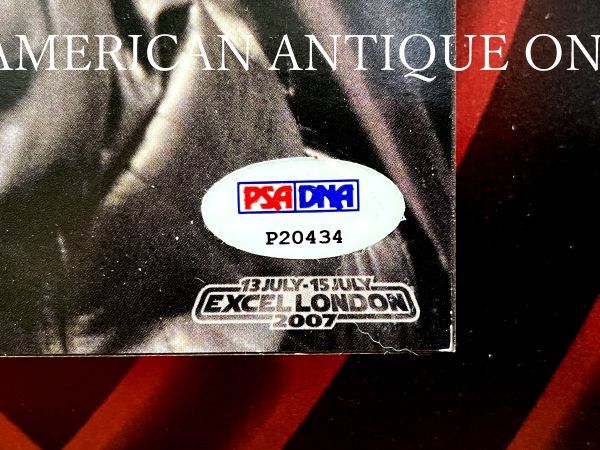 AMERICAN ANTIQUE ON
PSA DNA
P20434
13 JULY-15 JULY
EXCEL LONDON
2007